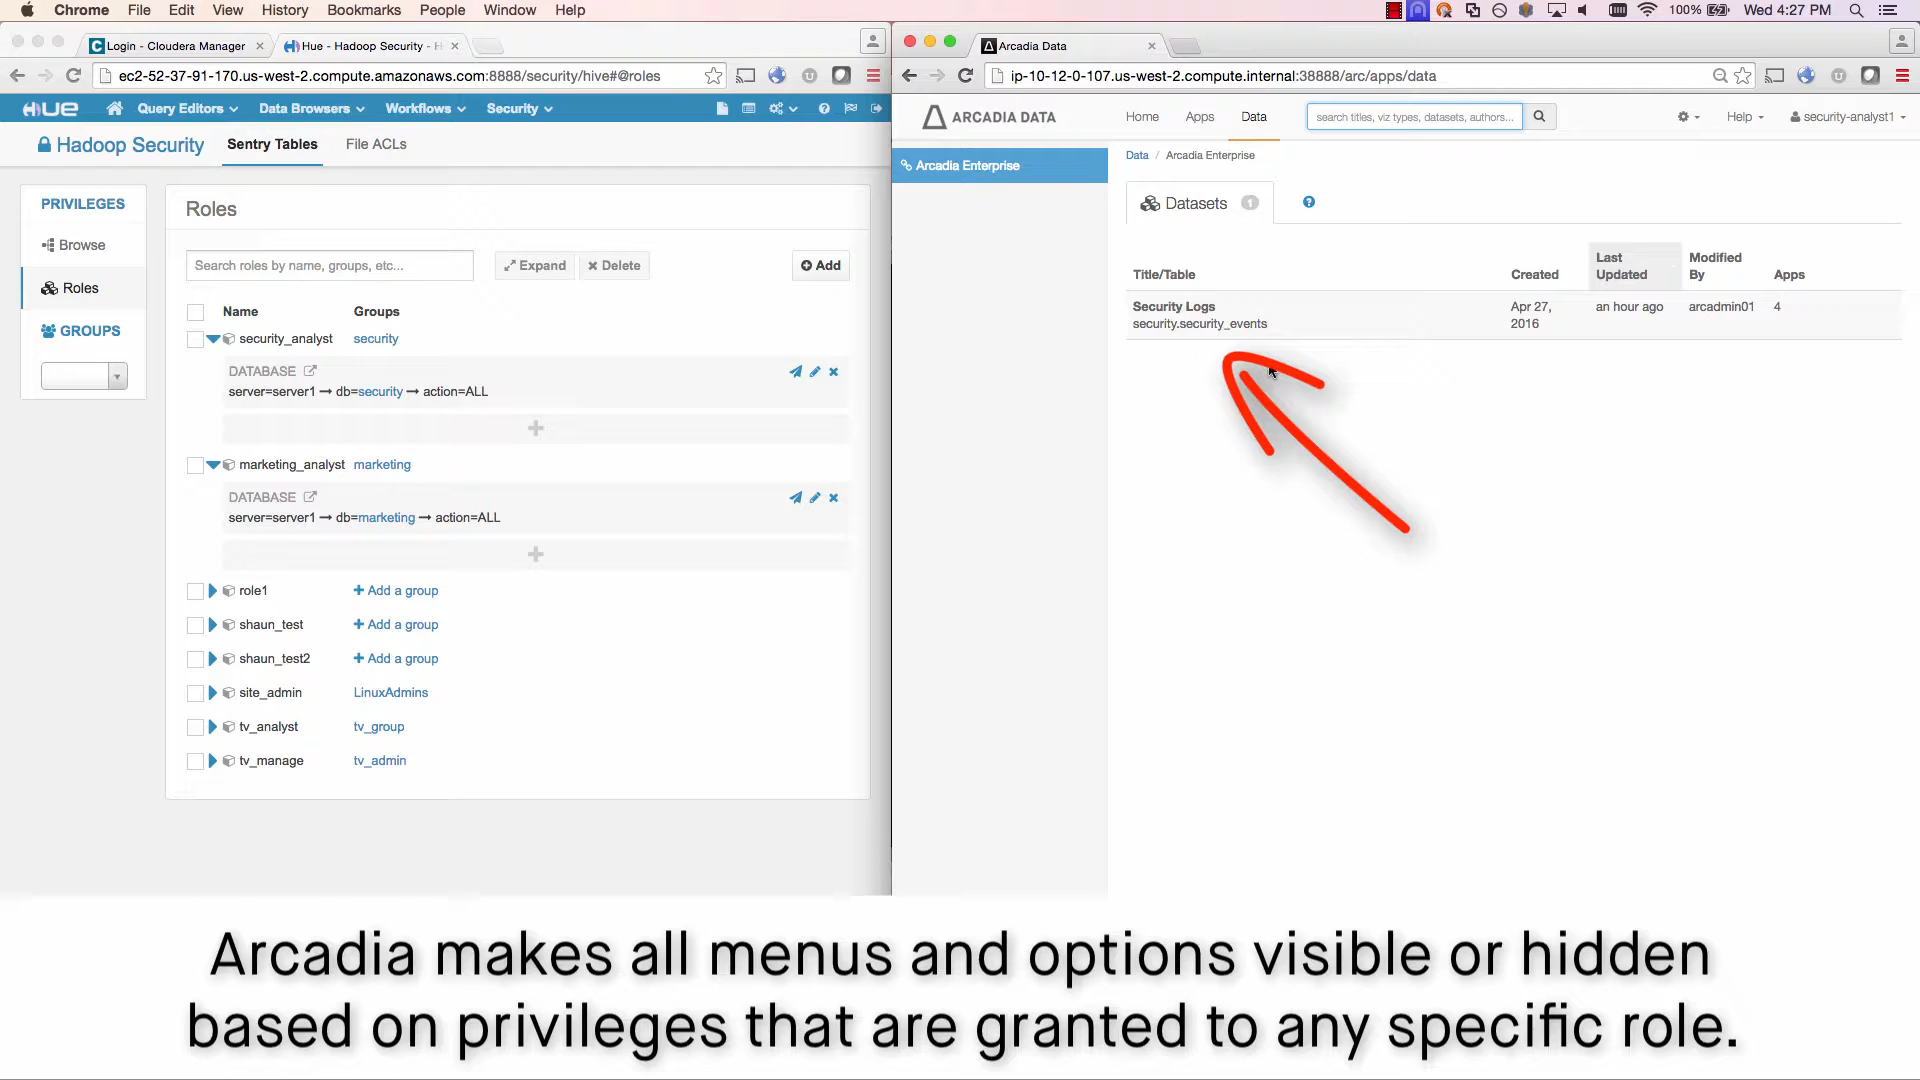 Chrome File Edit View History Bookmarks People Window Help 100% Wed 4:27 PM
Login - Cloudera Manager Hue - Hadoop Security - H
ec2-52-37-91-170.us-west-2.compute.amazonaws.com:8888/security/hive#@roles
HUE Query Editors Data Browsers Workflows Security
Hadoop Security Sentry Tables File ACLs
PRIVILEGES
Browse
Roles
GROUPS
Roles
Search roles by name, groups, etc...
Expand Delete Add
Name Groups
security_analyst security
DATABASE
server=server1 → db=security → action=ALL
marketing_analyst marketing
DATABASE
server=server1 → db=marketing → action=ALL
role1 Add a group
shaun_test Add a group
shaun_test2 Add a group
site_admin LinuxAdmins
tv_analyst tv_group
tv_manage tv_admin
Arcadia Data
ip-10-12-0-107.us-west-2.compute.internal:38888/arc/apps/data
ARCADIA DATA Home Apps Data search titles, viz types, datasets, authors... Help security-analyst1
Arcadia Enterprise
Data / Arcadia Enterprise
Datasets 1
Title/Table Created Last Updated Modified By Apps
Security Logs Apr 27, 2016 an hour ago arcadmin01 4
security.security_events
Arcadia makes all menus and options visible or hidden
based on privileges that are granted to any specific role.